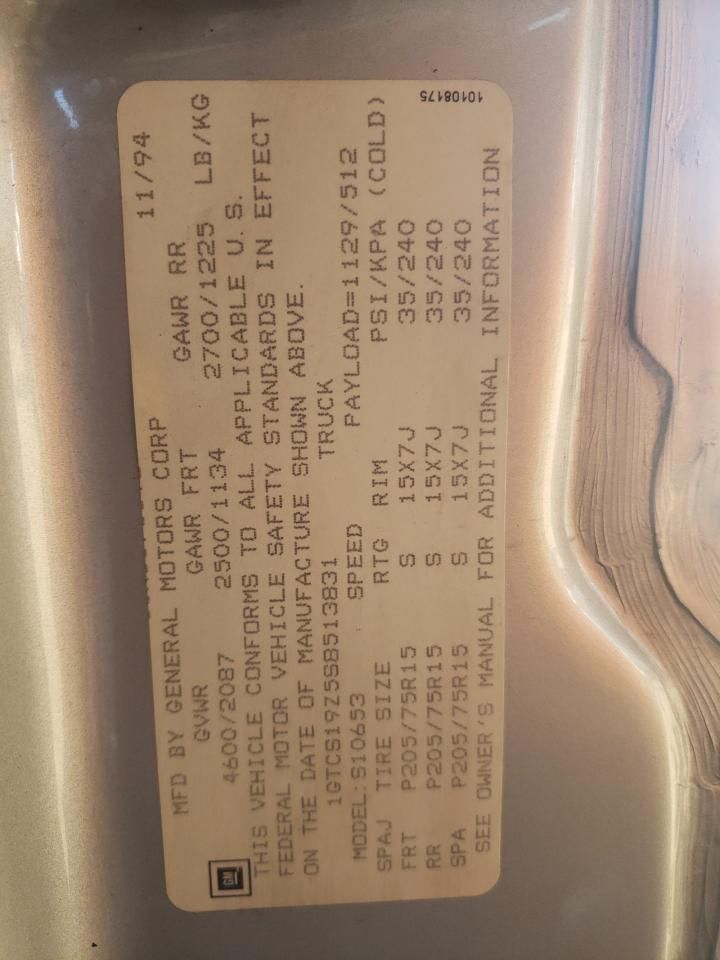 MFD BY GENERAL MOTORS CORP 11/94
GVWR GAWR FRT GAWR RR
4600/2087 2500/1134 2700/1225 LB/KG
THIS VEHICLE CONFORMS TO ALL APPLICABLE U.S.
FEDERAL MOTOR VEHICLE SAFETY STANDARDS IN EFFECT
ON THE DATE OF MANUFACTURE SHOWN ABOVE.
1GTCS19Z5S8513831 TRUCK
MODEL:S10653 SPEED PAYLOAD=1129/512
SPAJ TIRE SIZE RTG RIM PSI/KPA (COLD)
FRT P205/75R15 S 15X7J 35/240
RR P205/75R15 S 15X7J 35/240
SPA P205/75R15 S 15X7J 35/240
SEE OWNER'S MANUAL FOR ADDITIONAL INFORMATION
GM
10108175